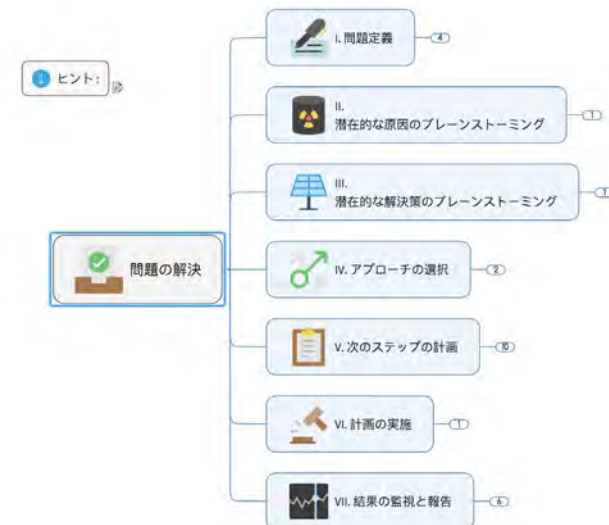 ヒント:
問題の解決
I. 問題定義
4
II.
潜在的な原因のブレーンストーミング
1
III.
潜在的な解決策のブレーンストーミング
1
IV. アプローチの選択
2
V. 次のステップの計画
10
VI. 計画の実施
1
VII. 結果の監視と報告
6